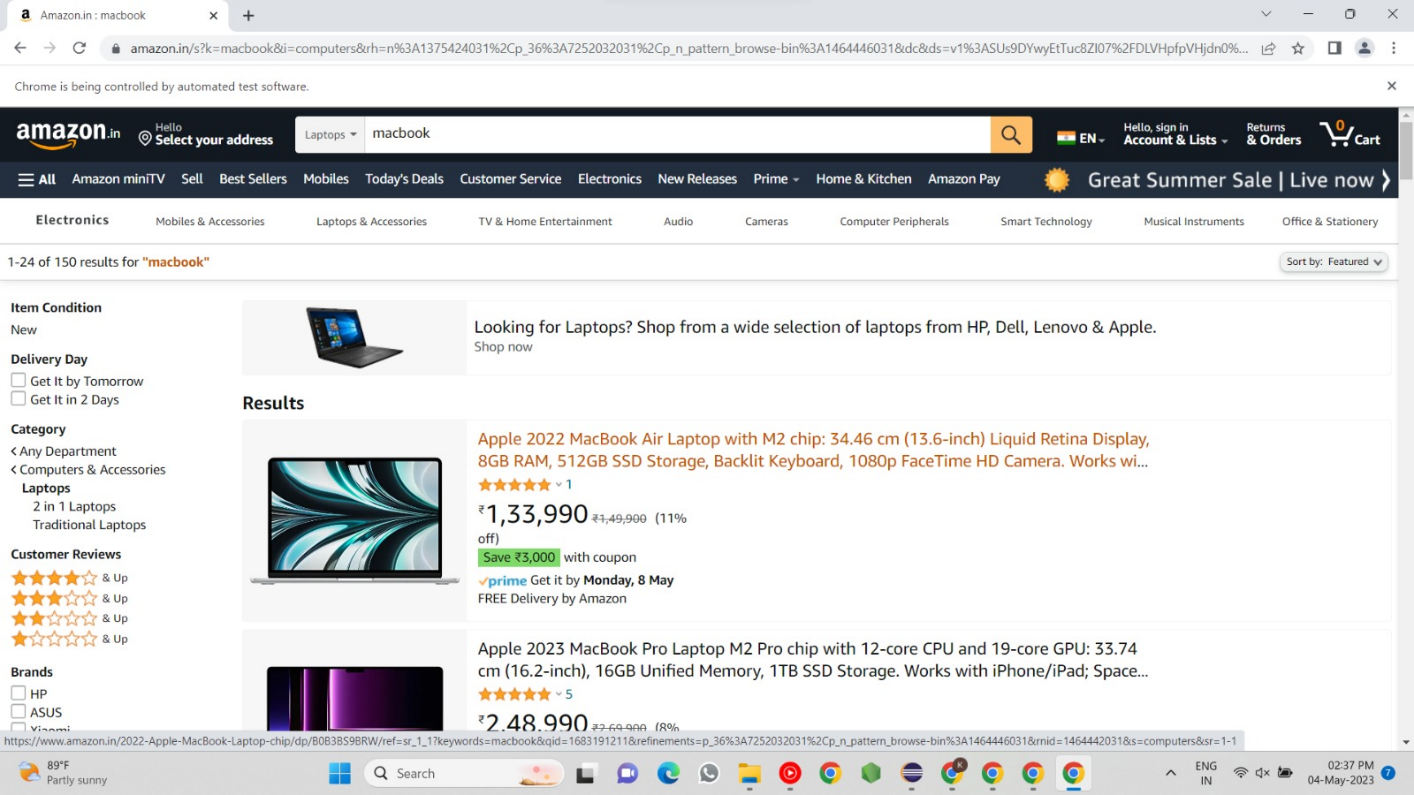 Amazon.in : macbook
amazon.in/s?k=macbook&i=computers&rh=n%3A1375424031%2Cp_36%3A7252032031%2Cp_n_pattern_browse-bin%3A1464446031&dc&ds=v1%3ASUs9DYwyEtTuc8ZI07%2FDLVHpfpVHjdn0%...
Chrome is being controlled by automated test software.
amazon.in
Hello
Select your address
Laptops
macbook
EN
Hello, sign in
Account & Lists
Returns
& Orders
0
Cart
All Amazon miniTV Sell Best Sellers Mobiles Today's Deals Customer Service Electronics New Releases Prime Home & Kitchen Amazon Pay Great Summer Sale | Live now
Electronics Mobiles & Accessories Laptops & Accessories TV & Home Entertainment Audio Cameras Computer Peripherals Smart Technology Musical Instruments Office & Stationery
1-24 of 150 results for "macbook"
Sort by: Featured
Item Condition
New
Delivery Day
Get It by Tomorrow
Get It in 2 Days
Category
Any Department
Computers & Accessories
Laptops
2 in 1 Laptops
Traditional Laptops
Customer Reviews
& Up
& Up
& Up
& Up
Brands
HP
ASUS
Xiaomi
Looking for Laptops? Shop from a wide selection of laptops from HP, Dell, Lenovo & Apple.
Shop now
Results
Apple 2022 MacBook Air Laptop with M2 chip: 34.46 cm (13.6-inch) Liquid Retina Display,
8GB RAM, 512GB SSD Storage, Backlit Keyboard, 1080p FaceTime HD Camera. Works wi...
1
₹1,33,990 ₹1,49,900 (11%
off)
Save ₹3,000 with coupon
prime Get it by Monday, 8 May
FREE Delivery by Amazon
Apple 2023 MacBook Pro Laptop M2 Pro chip with 12-core CPU and 19-core GPU: 33.74
cm (16.2-inch), 16GB Unified Memory, 1TB SSD Storage. Works with iPhone/iPad; Space...
5
₹2,48,990 ₹2,69,900 (8%
https://www.amazon.in/2022-Apple-MacBook-Laptop-chip/dp/B0B3BS9BRW/ref=sr_1_1?keywords=macbook&qid=1683191211&refinements=p_36%3A7252032031%2Cp_n_pattern_browse-bin%3A1464446031&rnid=1464442031&s=computers&sr=1-1
89°F
Partly sunny
Search
K
ENG
IN
02:37 PM
04-May-2023
7